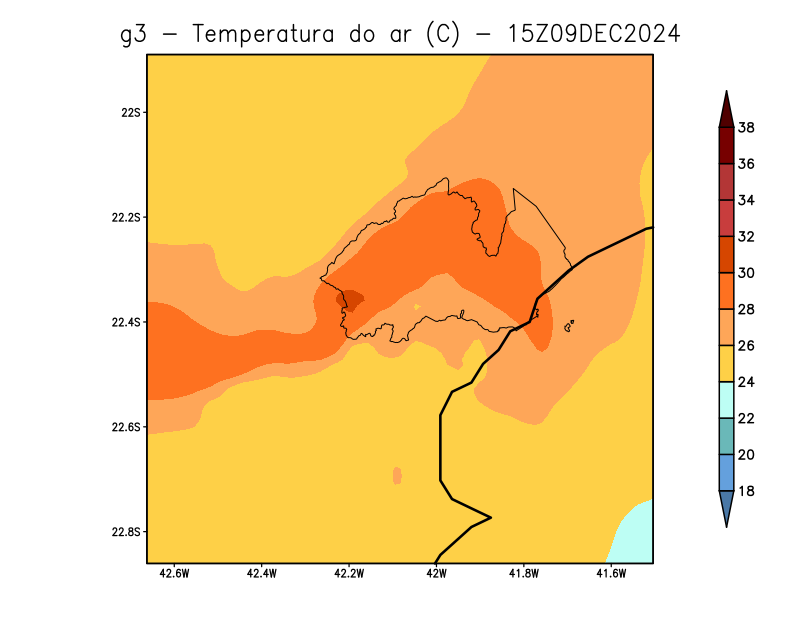 g3 - Temperatura do ar (C) - 15Z09DEC2024
22S
22.2S
22.4S
22.6S
22.8S
42.6W
42.4W
42.2W
42W
41.8W
41.6W
38
36
34
32
30
28
26
24
22
20
18